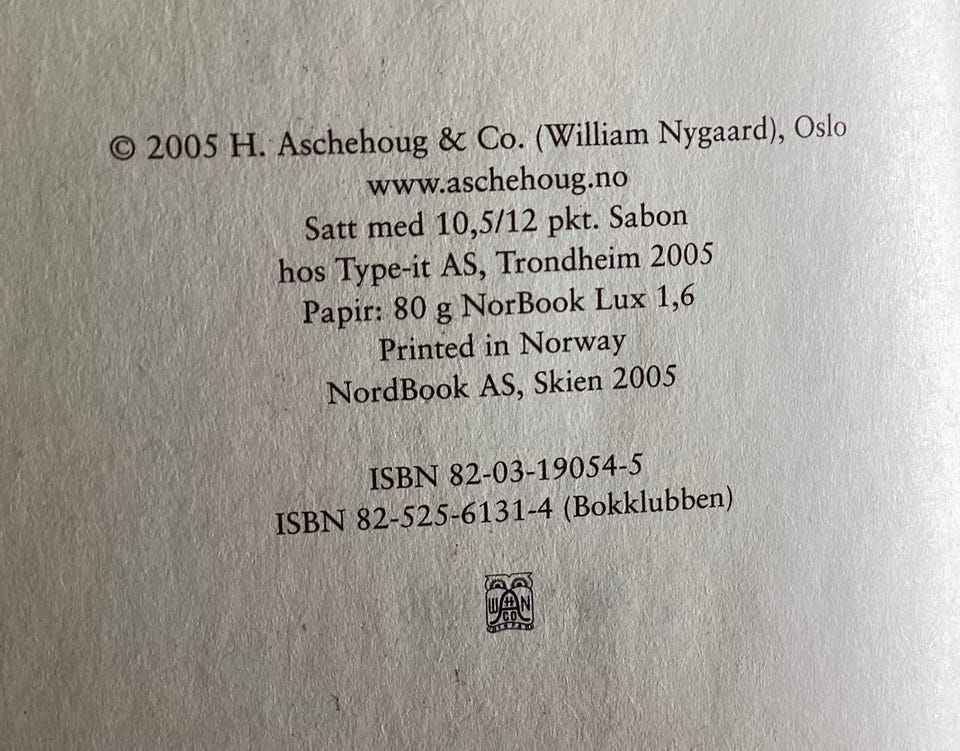 © 2005 H. Aschehoug & Co. (William Nygaard), Oslo
www.aschehoug.no
Satt med 10,5/12 pkt. Sabon
hos Type-it AS, Trondheim 2005
Papir: 80 g NorBook Lux 1,6
Printed in Norway
NordBook AS, Skien 2005
ISBN 82-03-19054-5
ISBN 82-525-6131-4 (Bokklubben)
W H N
CO